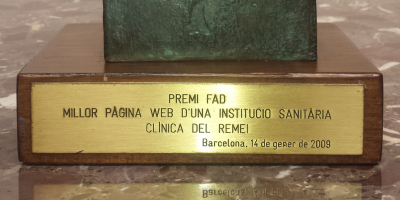 PREMI FAD
MILLOR PÀGINA WEB D'UNA INSTITUCIÓ SANITÀRIA
CLÍNICA DEL REMEI
Barcelona, 14 de gener de 2009